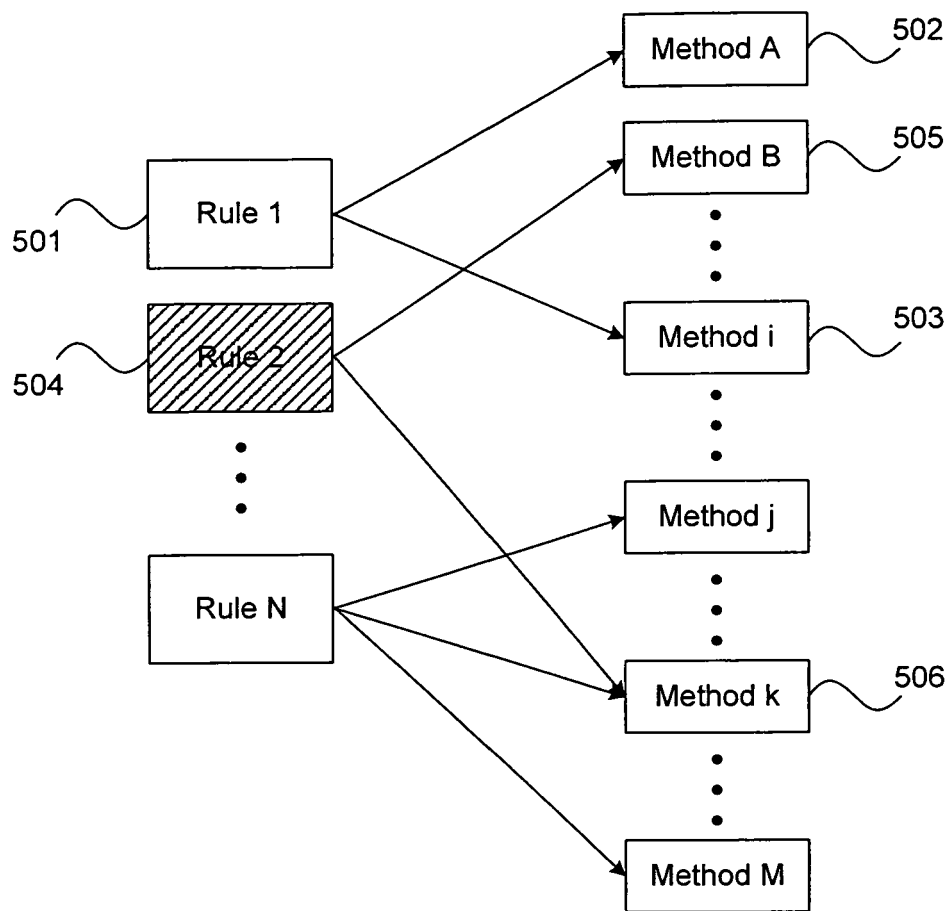 Method A
502
Method B
505
Rule 1
501
Method i
503
Rule 2
504
Method j
Rule N
Method k
506
Method M